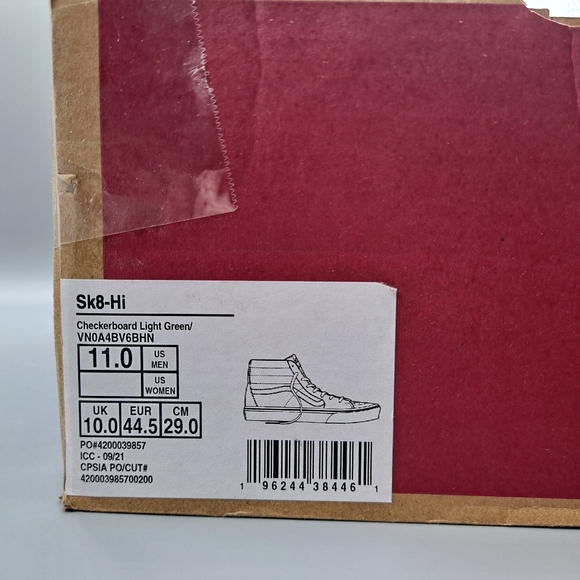 Sk8-Hi
Checkerboard Light Green/
VN0A4BV6BHN
11.0 US MEN
US WOMEN
UK EUR CM
10.0 44.5 29.0
PO#4200039857
ICC - 09/21
CPSIA PO/CUT#
420003985700200
1 96244 38446 1